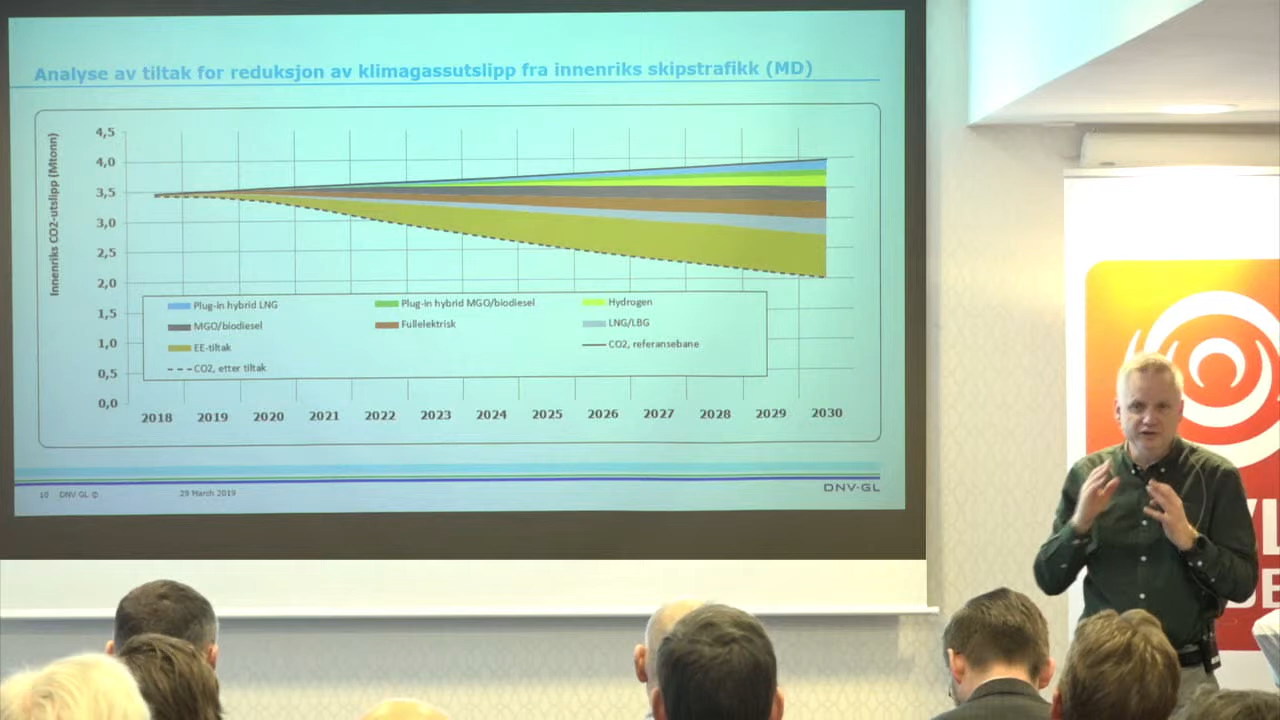 Analyse av tiltak for reduksjon av klimagassutslipp fra innenriks skipstrafikk (MD)
Innenriks CO2-utslipp (Mtonn)
4,5
4,0
3,5
3,0
2,5
2,0
1,5
1,0
0,5
0,0
Plug-in hybrid LNG
Plug-in hybrid MGO/biodiesel
Hydrogen
MGO/biodiesel
Fullelektrisk
LNG/LBG
EE-tiltak
CO2, referansebane
CO2, etter tiltak
2018 2019 2020 2021 2022 2023 2024 2025 2026 2027 2028 2029 2030
10 DNV GL © 29 March 2019
DNV·GL